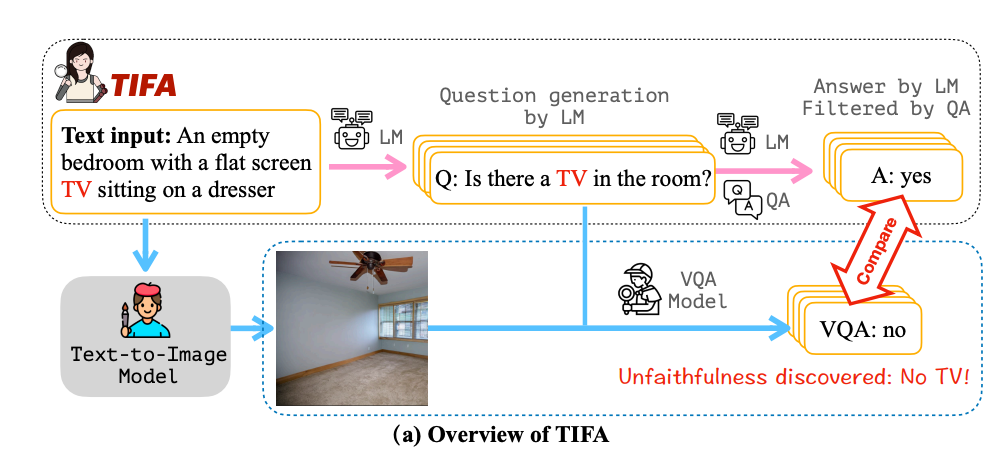 TIFA
Text input: An empty
bedroom with a flat screen
TV sitting on a dresser
LM
Question generation
by LM
Q: Is there a TV in the room?
LM
Q
A
QA
Answer by LM
Filtered by QA
A: yes
Compare
Text-to-Image
Model
VQA
Model
VQA: no
Unfaithfulness discovered: No TV!
(a) Overview of TIFA